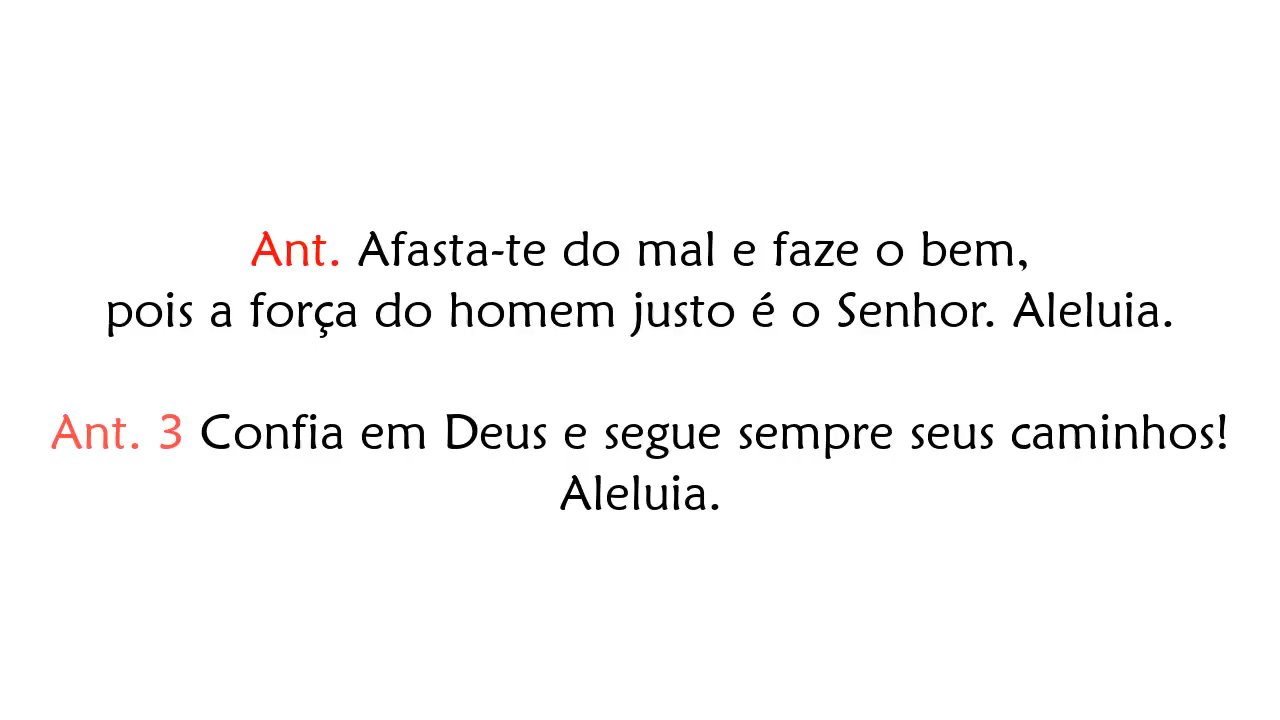 Ant. Afasta-te do mal e faze o bem,
pois a força do homem justo é o Senhor. Aleluia.
Ant. 3 Confia em Deus e segue sempre seus caminhos!
Aleluia.